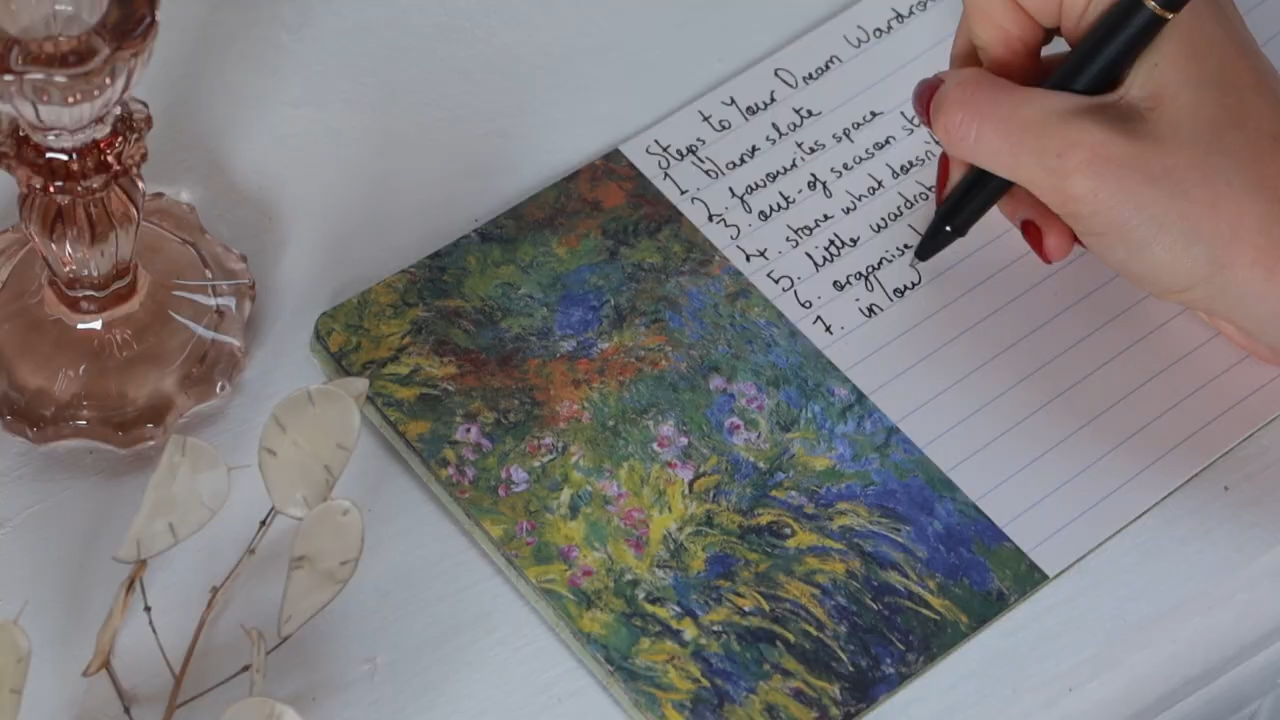 Steps to Your Dream Wardro
1. blank slate
2. favourites space
3. out-of season st
4. store what doesn't
5. little wardrob
6. organise!
7. in low